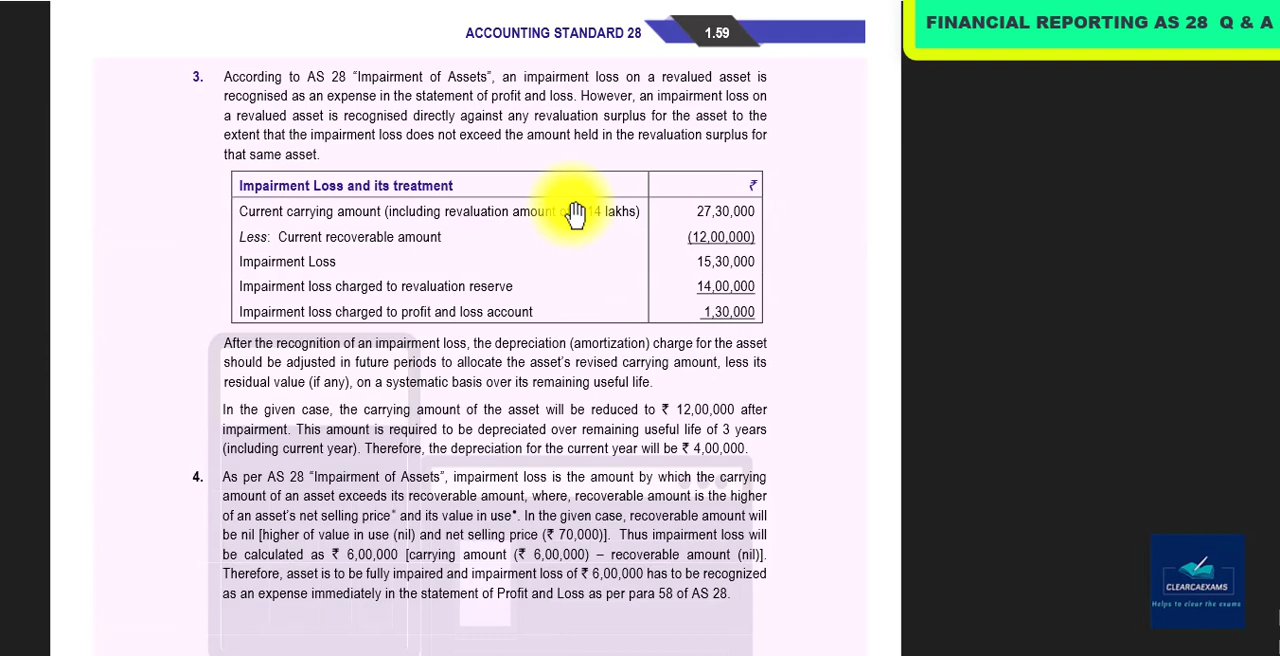 ACCOUNTING STANDARD 28 1.59
FINANCIAL REPORTING AS 28 Q & A
3. According to AS 28 “Impairment of Assets”, an impairment loss on a revalued asset is
recognised as an expense in the statement of profit and loss. However, an impairment loss on
a revalued asset is recognised directly against any revaluation surplus for the asset to the
extent that the impairment loss does not exceed the amount held in the revaluation surplus for
that same asset.
Impairment Loss and its treatment ₹
Current carrying amount (including revaluation amount 14 lakhs) 27,30,000
Less: Current recoverable amount (12,00,000)
Impairment Loss 15,30,000
Impairment loss charged to revaluation reserve 14,00,000
Impairment loss charged to profit and loss account 1,30,000
After the recognition of an impairment loss, the depreciation (amortization) charge for the asset
should be adjusted in future periods to allocate the asset’s revised carrying amount, less its
residual value (if any), on a systematic basis over its remaining useful life.
In the given case, the carrying amount of the asset will be reduced to ₹ 12,00,000 after
impairment. This amount is required to be depreciated over remaining useful life of 3 years
(including current year). Therefore, the depreciation for the current year will be ₹ 4,00,000.
4. As per AS 28 “Impairment of Assets”, impairment loss is the amount by which the carrying
amount of an asset exceeds its recoverable amount, where, recoverable amount is the higher
of an asset’s net selling price* and its value in use•. In the given case, recoverable amount will
be nil [higher of value in use (nil) and net selling price (₹ 70,000)]. Thus impairment loss will
be calculated as ₹ 6,00,000 [carrying amount (₹ 6,00,000) – recoverable amount (nil)].
Therefore, asset is to be fully impaired and impairment loss of ₹ 6,00,000 has to be recognized
as an expense immediately in the statement of Profit and Loss as per para 58 of AS 28.
CLEARCAEXAMS
Helps to clear the exams